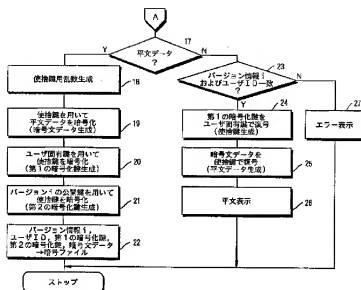 A
17
平文データ
?
Y
N
使捨鍵用乱数生成
18
使捨鍵を用いて
平文データを暗号化
(暗号文データ生成)
19
ユーザ固有鍵を用いて
使捨鍵を暗号化
(第1の暗号化鍵生成)
20
バージョンiの公開鍵を用いて
使捨鍵を暗号化
(第2の暗号化鍵生成)
21
バージョン情報i,
ユーザID,第1の暗号化鍵,
第2の暗号化鍵,暗号文データ
→暗号ファイル
22
23
バージョン情報i
およびユーザID一致
?
Y
N
24
第1の暗号化鍵を
ユーザ固有鍵で復号
(使捨鍵生成)
暗号文データを
使捨鍵で復号
(平文データ生成)
25
平文表示
26
27
エラー表示
ストップ